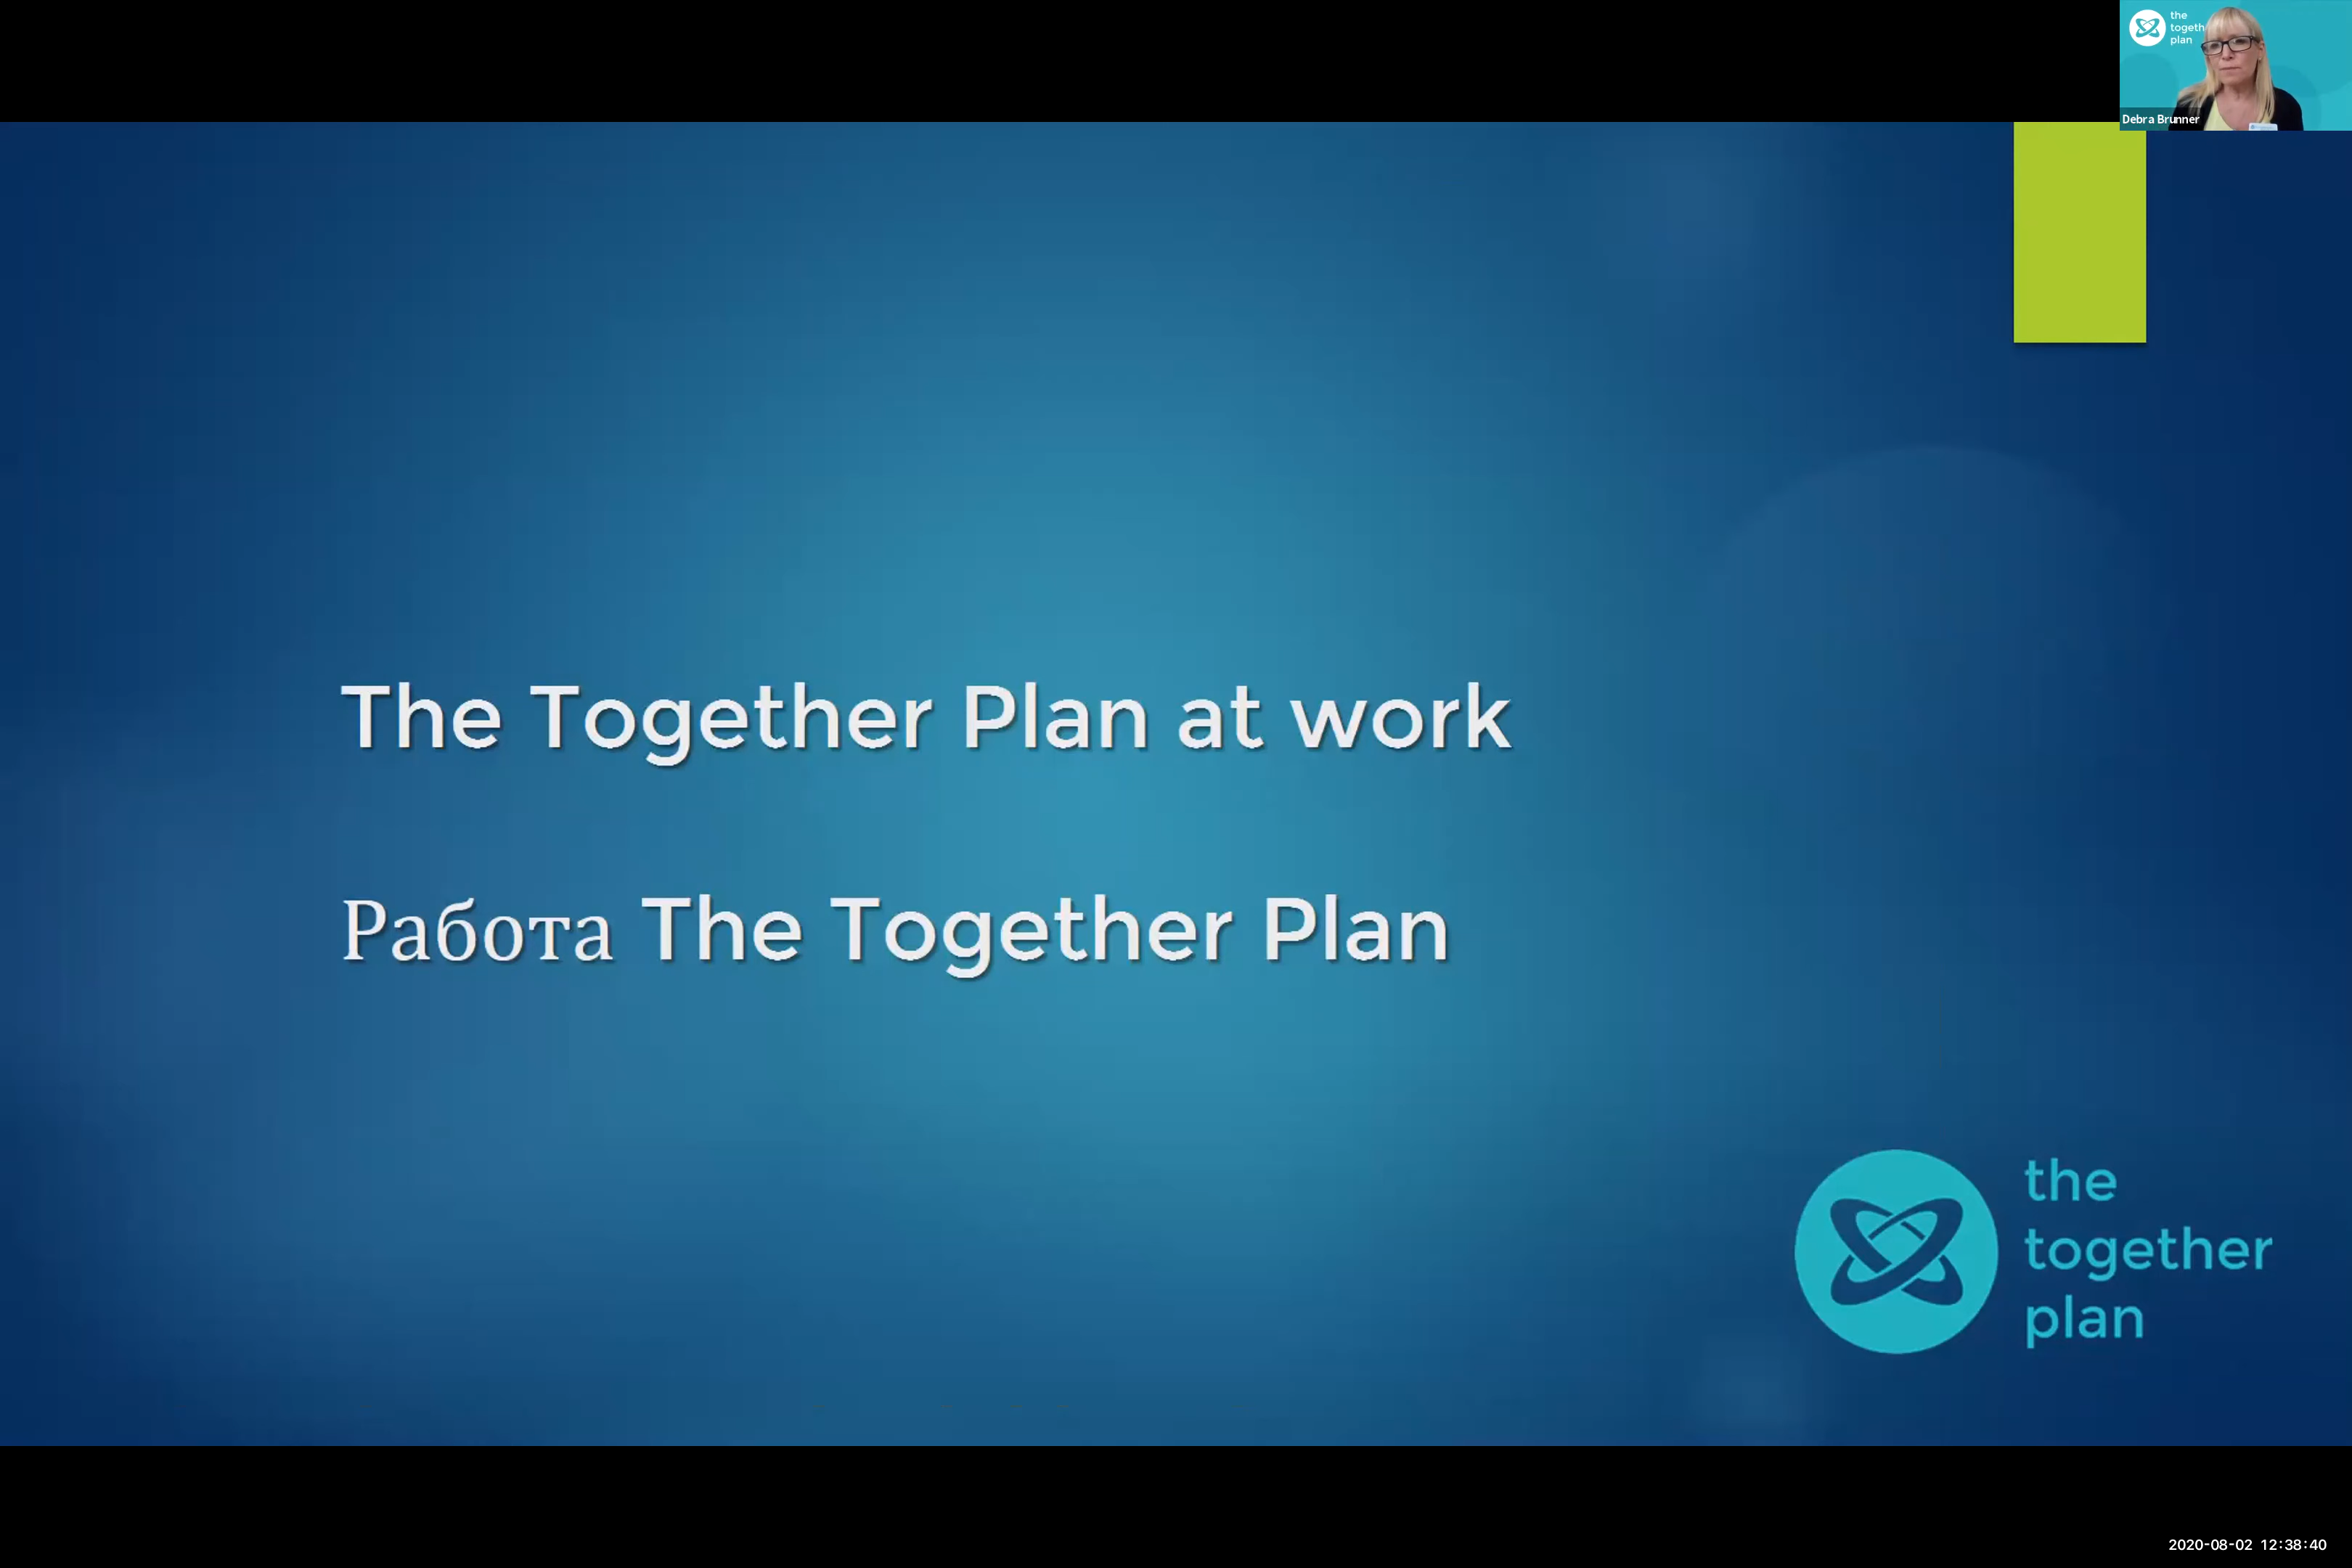 the
togeth
plan
Debra Brunner
The Together Plan at work
Работа The Together Plan
the
together
plan
2020-08-02 12:38:40